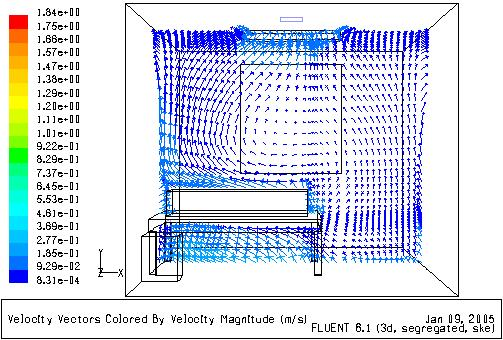 1.84e+00
1.75e+00
1.66e+00
1.57e+00
1.47e+00
1.38e+00
1.29e+00
1.20e+00
1.11e+00
1.01e+00
9.22e-01
8.29e-01
7.37e-01
6.45e-01
5.53e-01
4.61e-01
3.69e-01
2.77e-01
1.85e-01
9.29e-02
8.31e-04
Y
Z X
Velocity Vectors Colored By Velocity Magnitude (m/s)
Jan 09, 2005
FLUENT 6.1 (3d, segregated, ske)